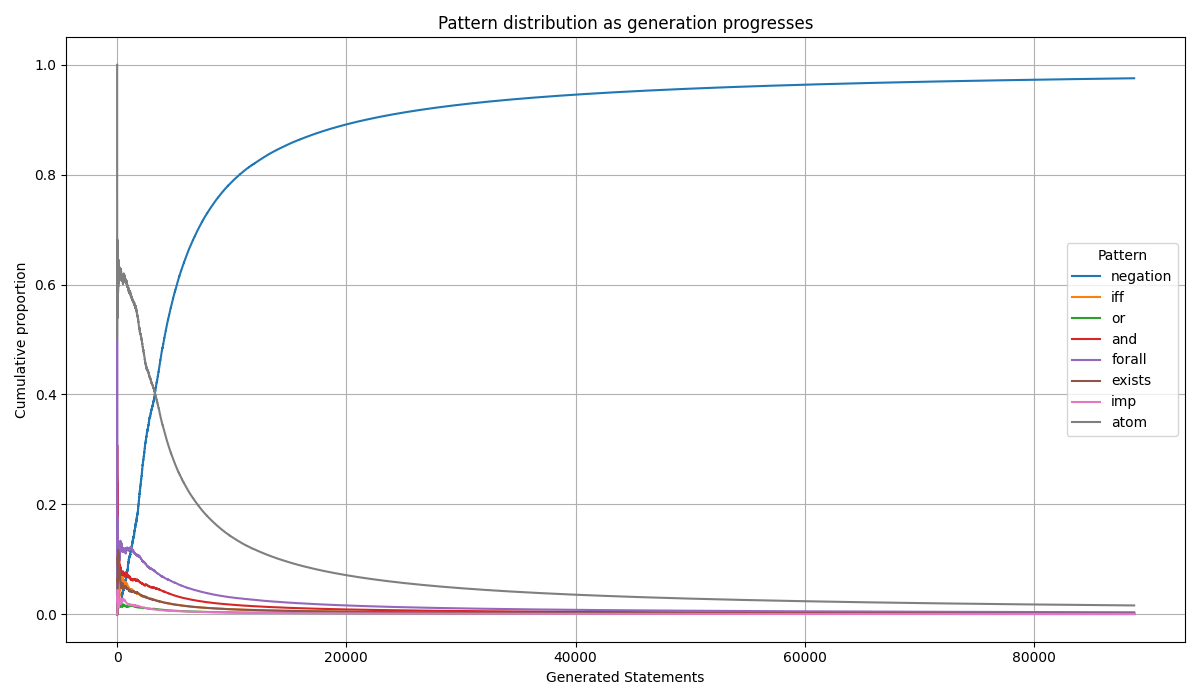 Pattern distribution as generation progresses
1.0
0.8
0.6
0.4
0.2
0.0
Cumulative proportion
Pattern
negation
iff
or
and
forall
exists
imp
atom
0
20000
40000
60000
80000
Generated Statements